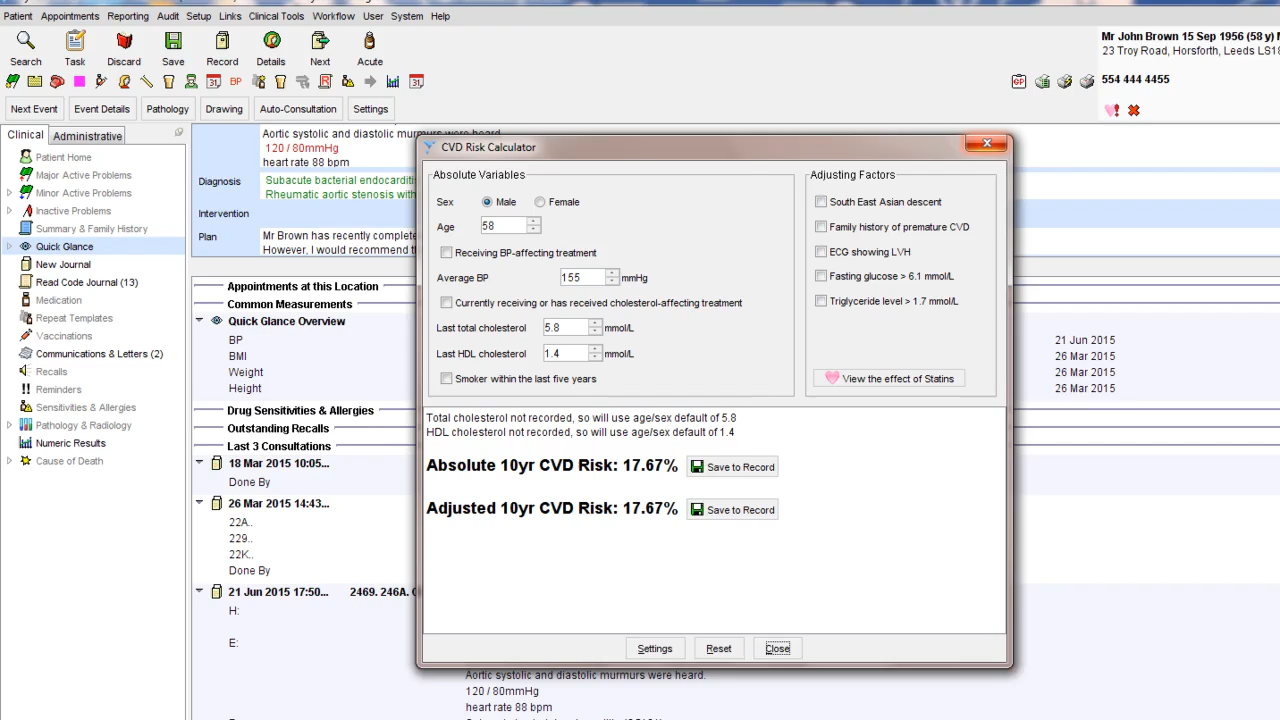 Patient Appointments Reporting Audit Setup Links Clinical Tools Workflow User System Help
Search Task Discard Save Record Details Next Acute
Mr John Brown 15 Sep 1956 (58 y)
23 Troy Road, Horsforth, Leeds LS18
554 444 4455
BP
Next Event Event Details Pathology Drawing Auto-Consultation Settings
Clinical Administrative
Patient Home
Major Active Problems
Minor Active Problems
Inactive Problems
Summary & Family History
Quick Glance
New Journal
Read Code Journal (13)
Medication
Repeat Templates
Vaccinations
Communications & Letters (2)
Recalls
Reminders
Sensitivities & Allergies
Pathology & Radiology
Numeric Results
Cause of Death
Aortic systolic and diastolic murmurs were heard.
120 / 80mmHg
heart rate 88 bpm
Diagnosis
Subacute bacterial endocarditi
Rheumatic aortic stenosis with
Intervention
Plan
Mr Brown has recently complete
However, I would recommend t
Appointments at this Location
Common Measurements
Quick Glance Overview
BP 21 Jun 2015
BMI 26 Mar 2015
Weight 26 Mar 2015
Height 26 Mar 2015
Drug Sensitivities & Allergies
Outstanding Recalls
Last 3 Consultations
18 Mar 2015 10:05...
Done By
26 Mar 2015 14:43...
22A..
229..
22K..
Done By
21 Jun 2015 17:50... 2469. 246A.
H:
E:
Aortic systolic and diastolic murmurs were heard.
120 / 80mmHg
heart rate 88 bpm
CVD Risk Calculator
Absolute Variables
Sex Male Female
Age 58
Receiving BP-affecting treatment
Average BP 155 mmHg
Currently receiving or has received cholesterol-affecting treatment
Last total cholesterol 5.8 mmol/L
Last HDL cholesterol 1.4 mmol/L
Smoker within the last five years
Adjusting Factors
South East Asian descent
Family history of premature CVD
ECG showing LVH
Fasting glucose > 6.1 mmol/L
Triglyceride level > 1.7 mmol/L
View the effect of Statins
Total cholesterol not recorded, so will use age/sex default of 5.8
HDL cholesterol not recorded, so will use age/sex default of 1.4
Absolute 10yr CVD Risk: 17.67% Save to Record
Adjusted 10yr CVD Risk: 17.67% Save to Record
Settings Reset Close